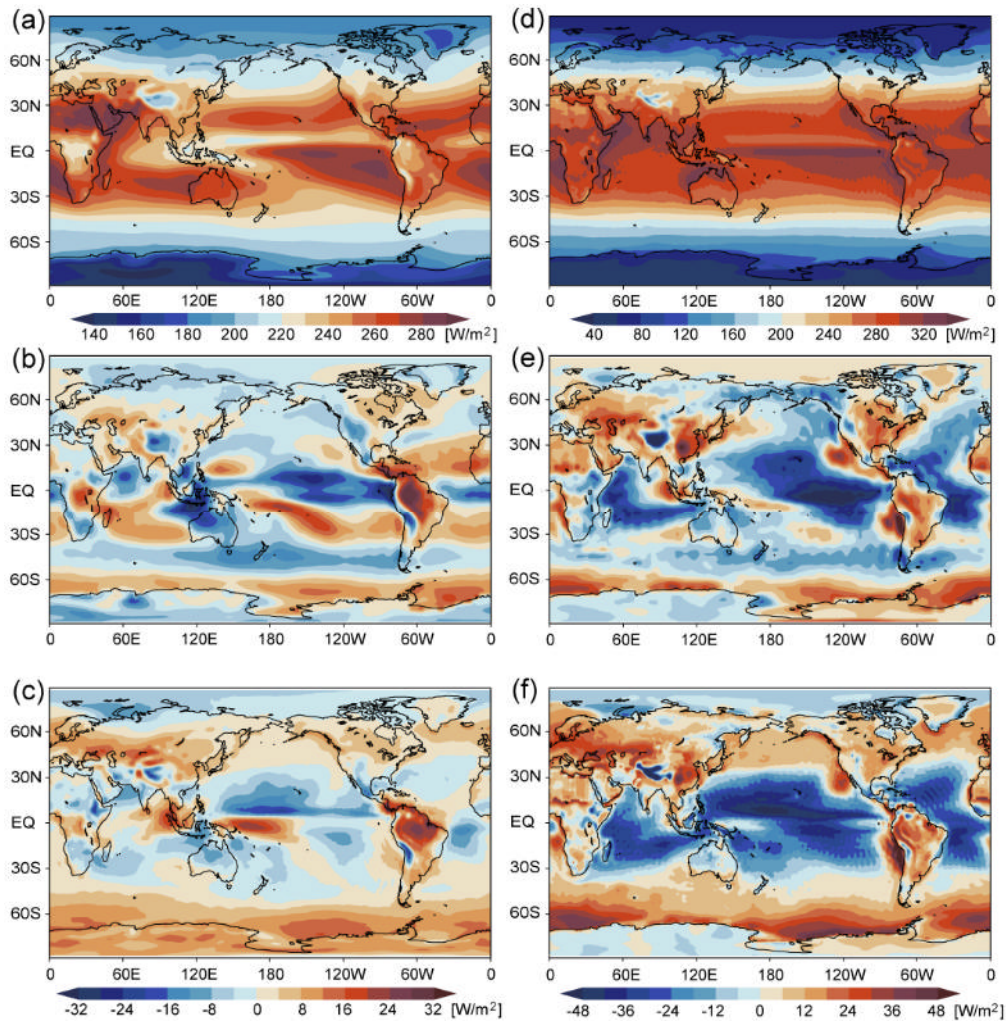 (a)
60N
30N
EQ
30S
60S
0 60E 120E 180 120W 60W 0
140 160 180 200 220 240 260 280 [W/m²]
(d)
60N
30N
EQ
30S
60S
0 60E 120E 180 120W 60W 0
40 80 120 160 200 240 280 320 [W/m²]
(b)
60N
30N
EQ
30S
60S
0 60E 120E 180 120W 60W 0
(e)
60N
30N
EQ
30S
60S
0 60E 120E 180 120W 60W 0
(c)
60N
30N
EQ
30S
60S
0 60E 120E 180 120W 60W 0
-32 -24 -16 -8 0 8 16 24 32 [W/m²]
(f)
60N
30N
EQ
30S
60S
0 60E 120E 180 120W 60W 0
-48 -36 -24 -12 0 12 24 36 48 [W/m²]